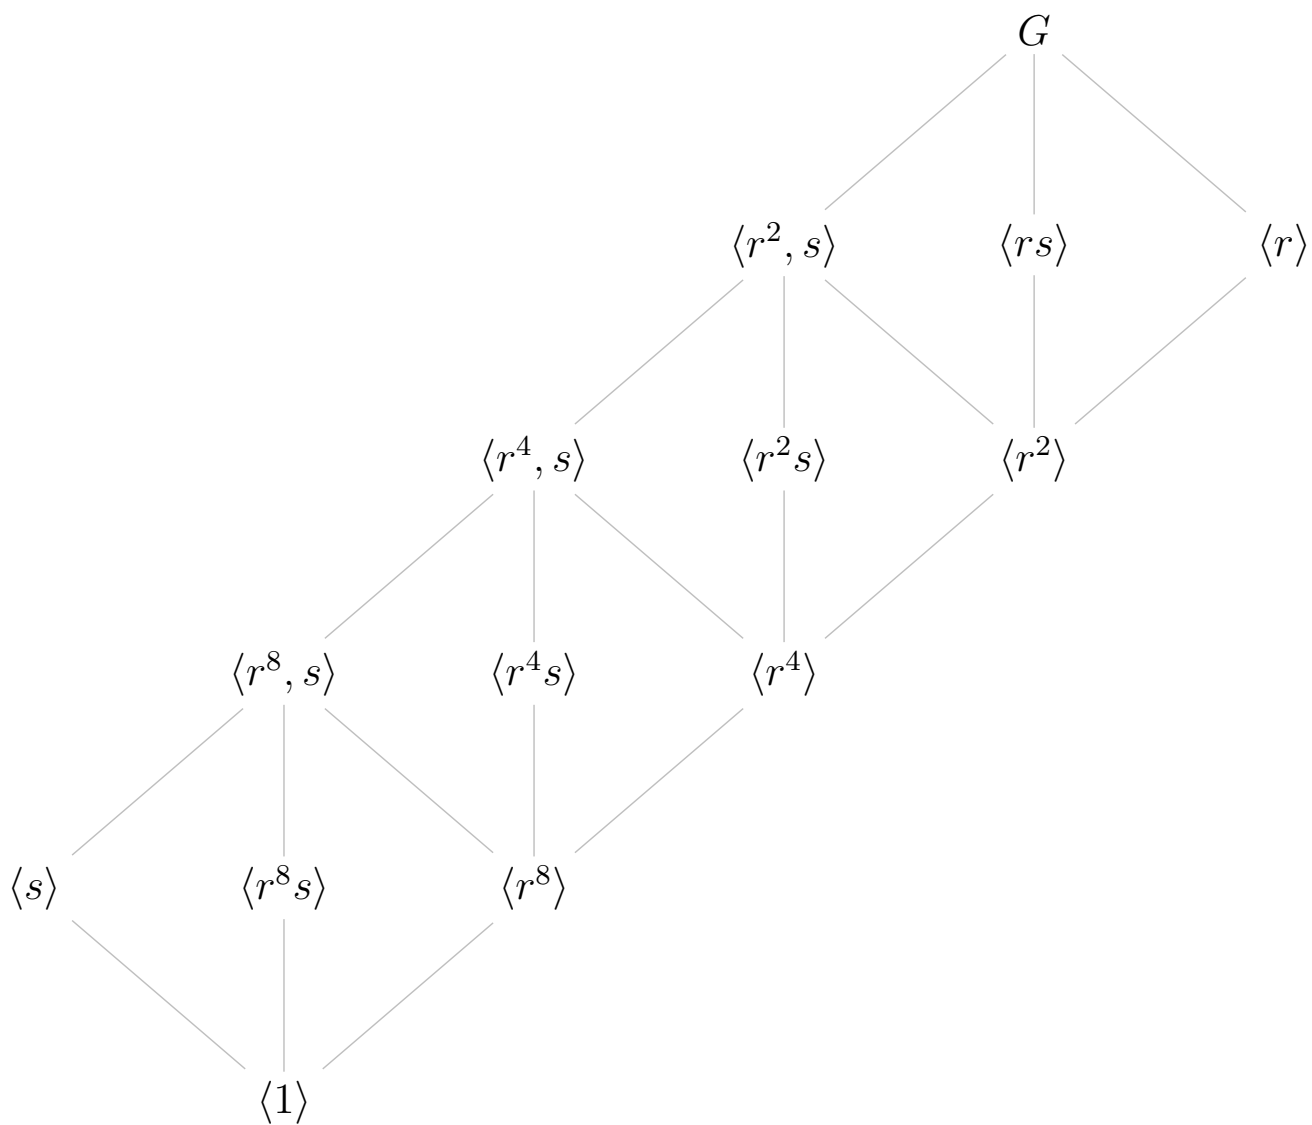 G
⟨r², s⟩ ⟨rs⟩ ⟨r⟩
⟨r⁴, s⟩ ⟨r²s⟩ ⟨r²⟩
⟨r⁸, s⟩ ⟨r⁴s⟩ ⟨r⁴⟩
⟨s⟩ ⟨r⁸s⟩ ⟨r⁸⟩
⟨1⟩